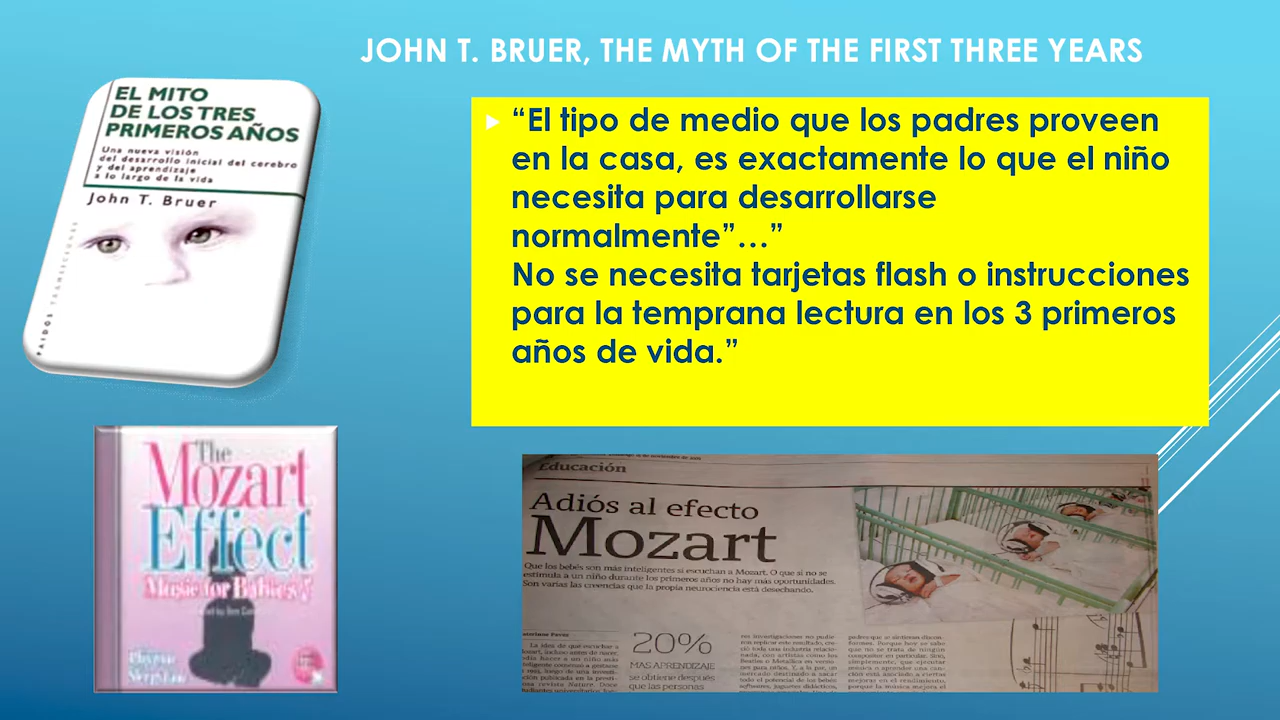 JOHN T. BRUER, THE MYTH OF THE FIRST THREE YEARS
EL MITO
DE LOS TRES
PRIMEROS AÑOS
Una nueva visión
del desarrollo inicial del cerebro
y del aprendizaje
a lo largo de la vida
John T. Bruer
PAIDOS
“El tipo de medio que los padres proveen
en la casa, es exactamente lo que el niño
necesita para desarrollarse
normalmente”…”
No se necesita tarjetas flash o instrucciones
para la temprana lectura en los 3 primeros
años de vida.”
The
Mozart
Effect
Music for Babies
Educación
Adiós al efecto
Mozart
Que los bebés son más inteligentes si escuchan a Mozart. O que si no se
estimula a un niño durante los primeros años no hay más oportunidades.
Son varias las creencias que la propia neurociencia está desechando.
20%
MAS APRENDIZAJE
se obtiene después
que las personas